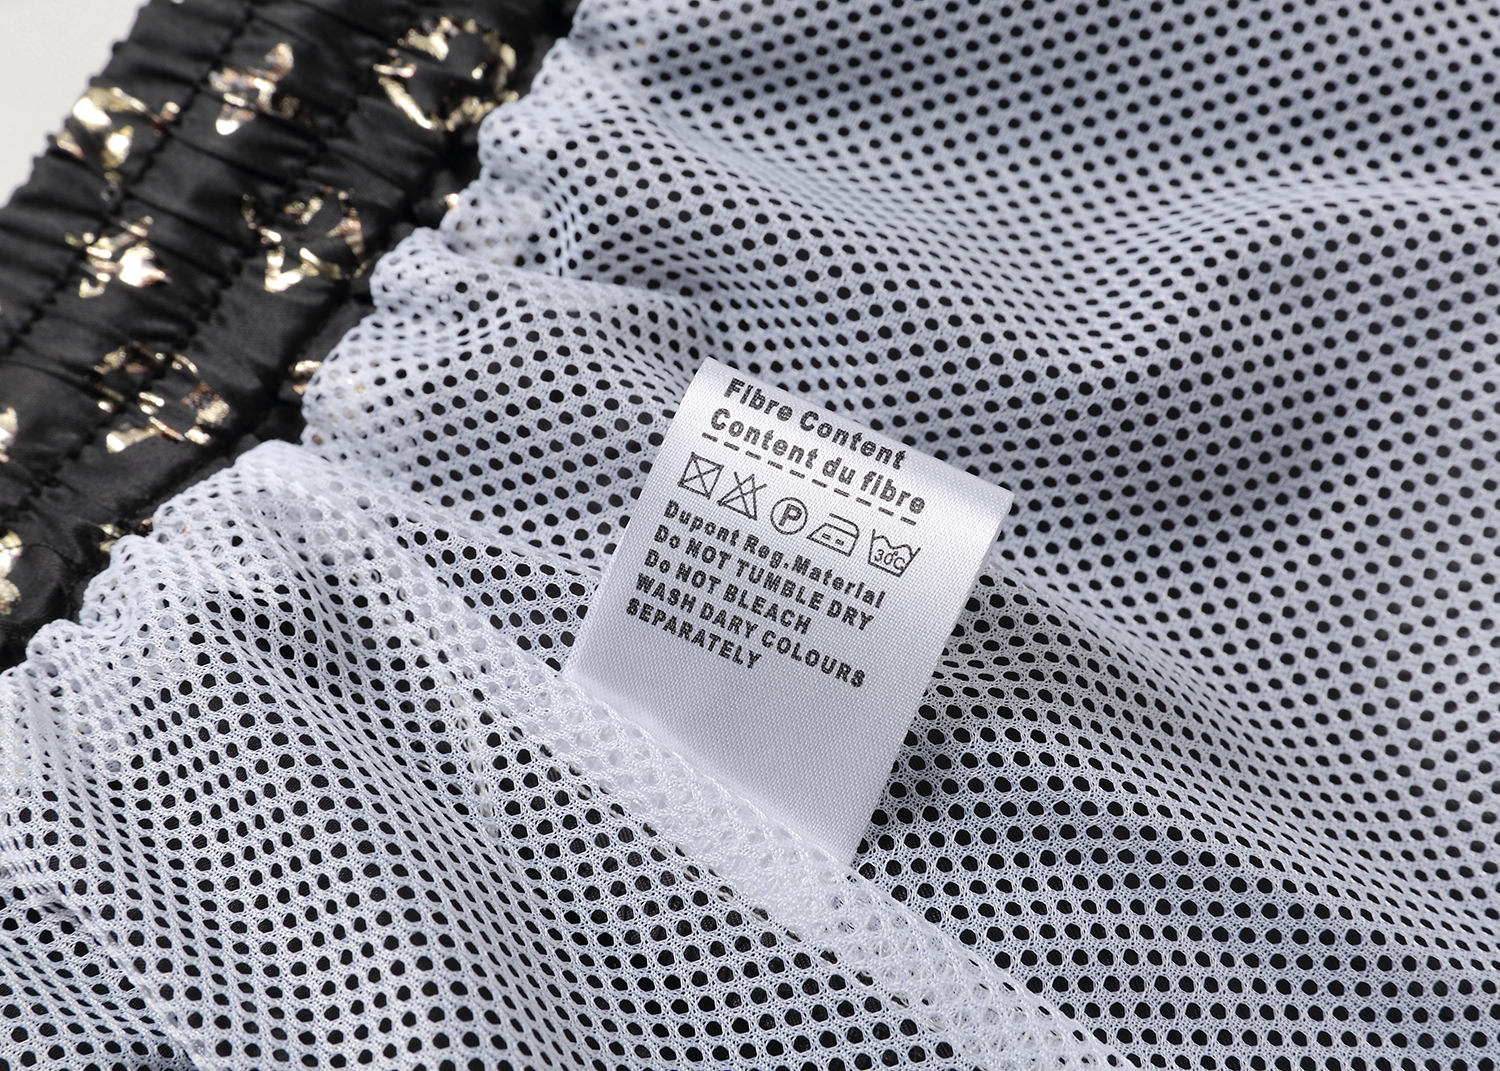 Fibre Content
Content du fibre
P 30°C
Dupont Reg.Material
Do NOT TUMBLE DRY
Do NOT BLEACH
WASH DARY COLOURS
SEPARATELY